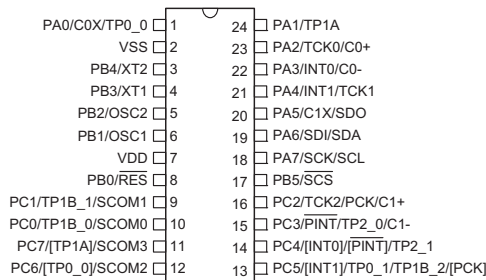 PA0/C0X/TP0_0 1 24 PA1/TP1A
VSS 2 23 PA2/TCK0/C0+
PB4/XT2 3 22 PA3/INT0/C0-
PB3/XT1 4 21 PA4/INT1/TCK1
PB2/OSC2 5 20 PA5/C1X/SDO
PB1/OSC1 6 19 PA6/SDI/SDA
VDD 7 18 PA7/SCK/SCL
PB0/RES 8 17 PB5/SCS
PC1/TP1B_1/SCOM1 9 16 PC2/TCK2/PCK/C1+
PC0/TP1B_0/SCOM0 10 15 PC3/PINT/TP2_0/C1-
PC7/[TP1A]/SCOM3 11 14 PC4/[INT0]/[PINT]/TP2_1
PC6/[TP0_0]/SCOM2 12 13 PC5/[INT1]/TP0_1/TP1B_2/[PCK]